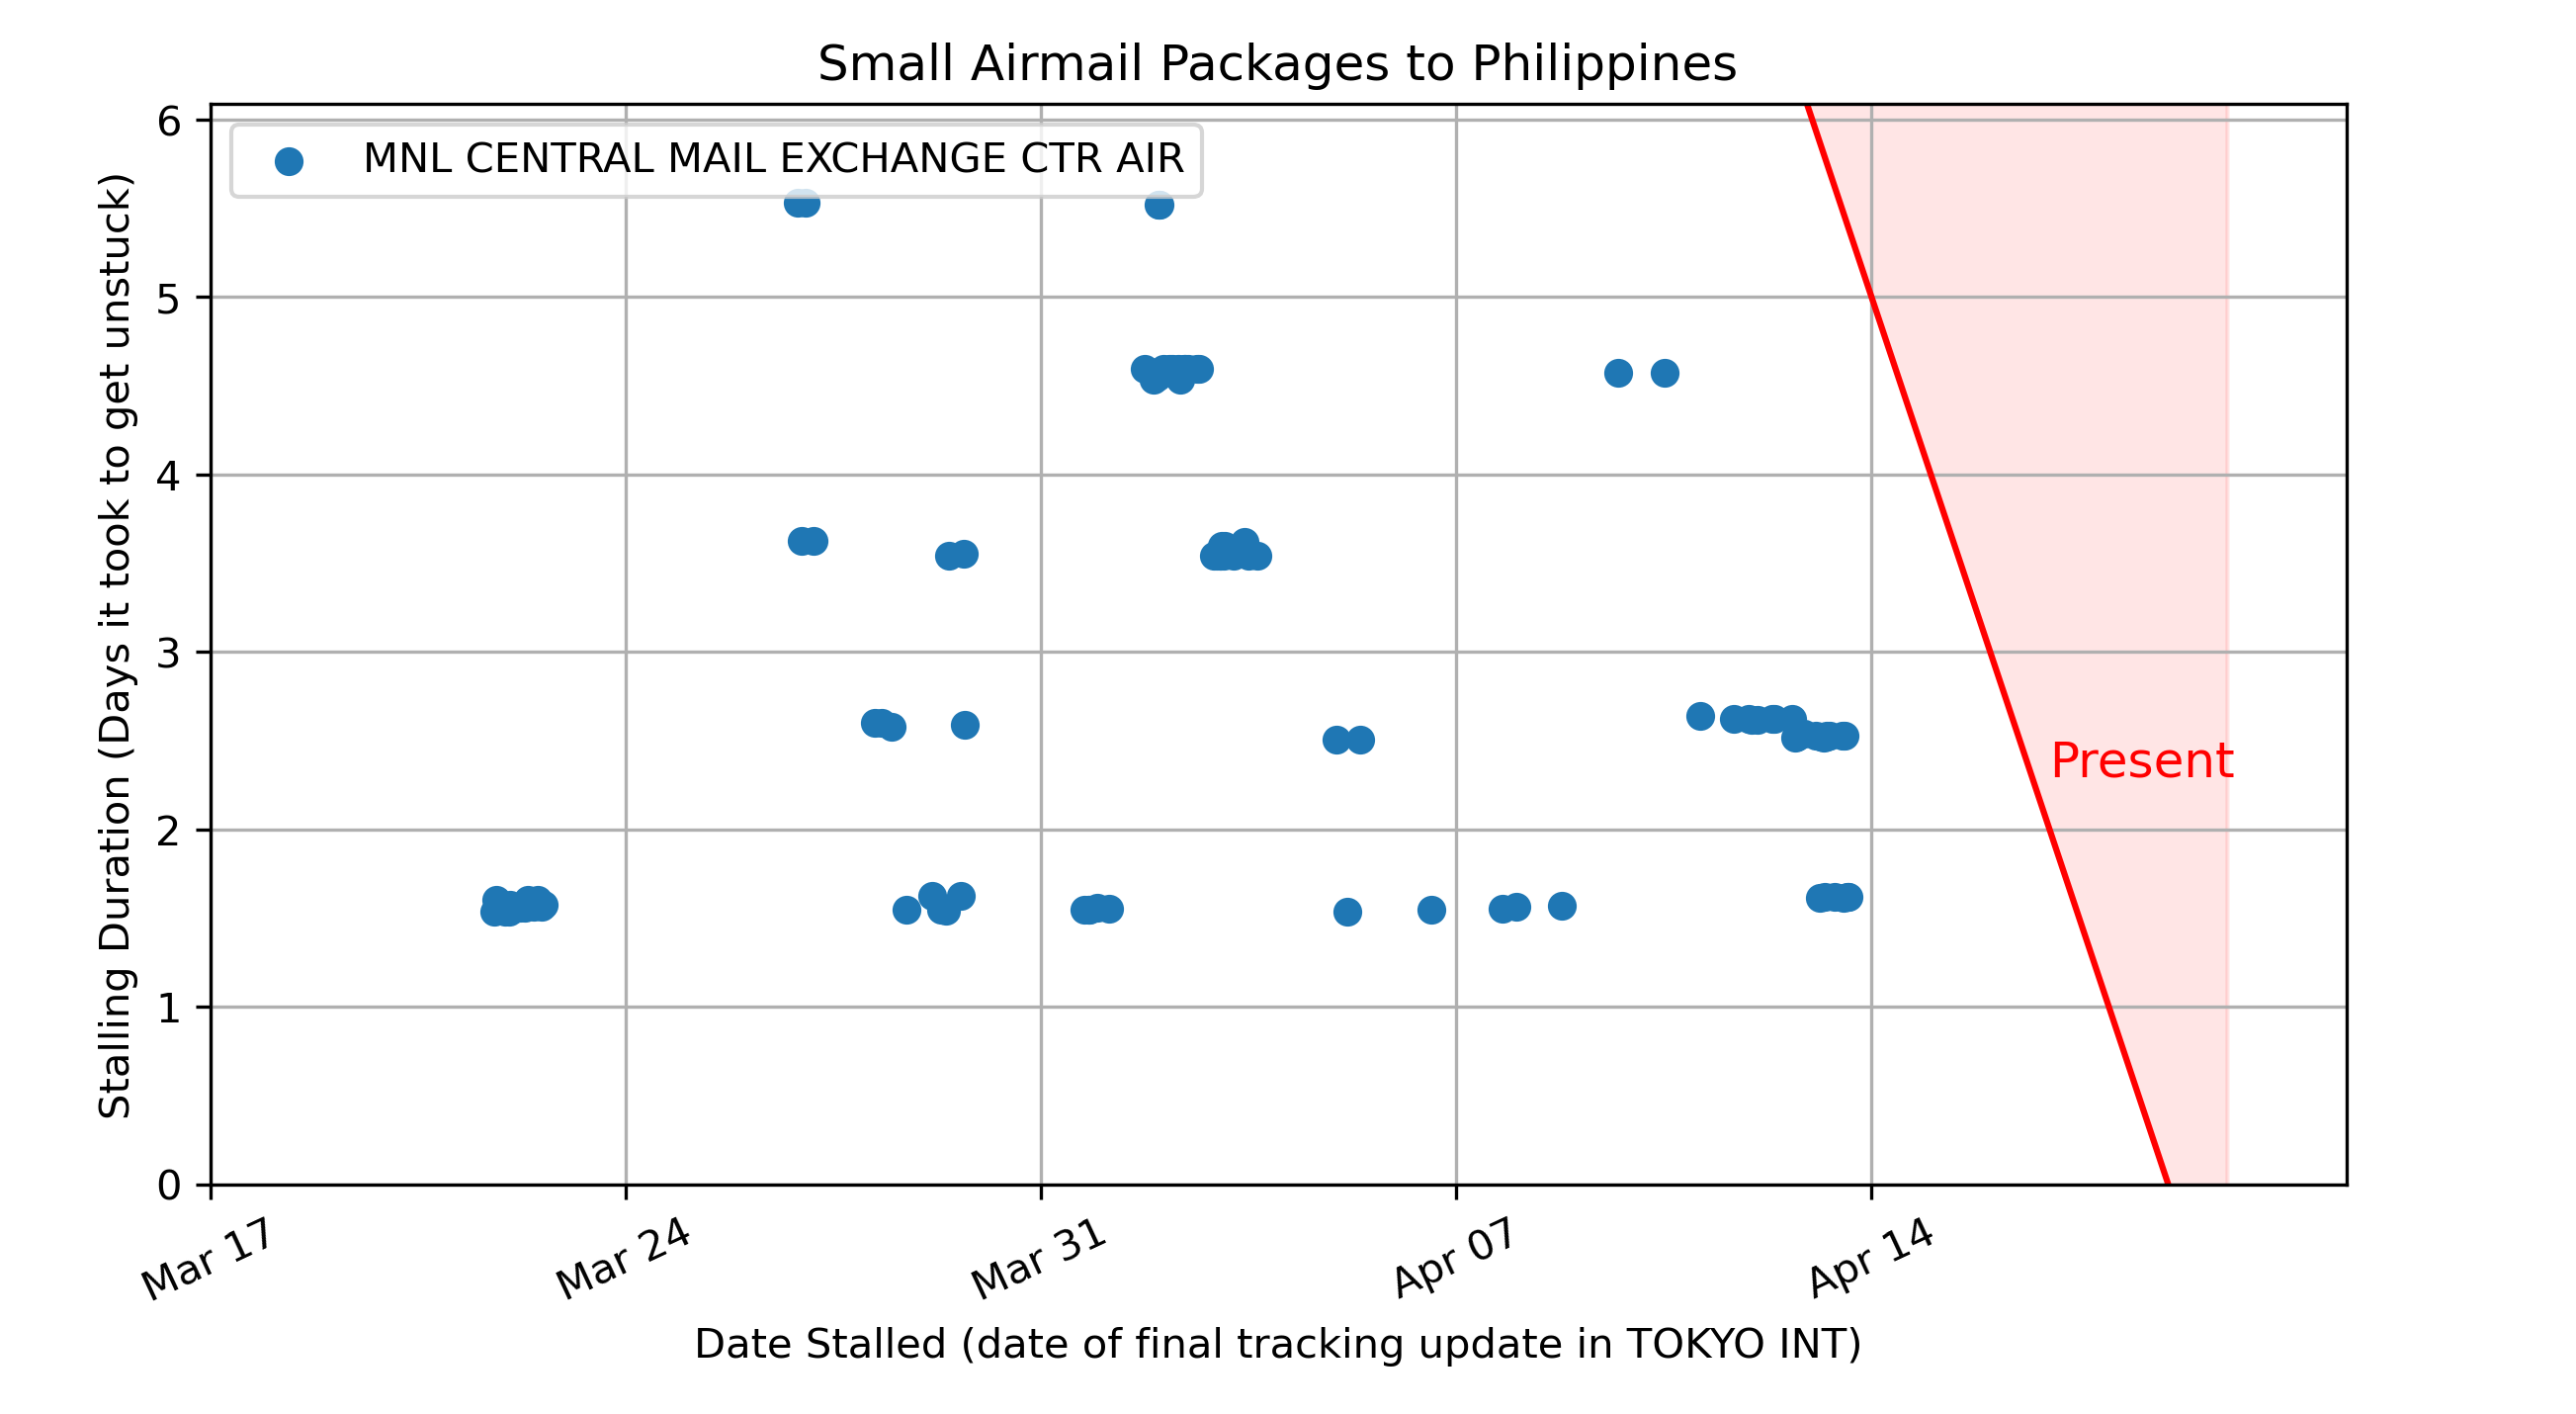 Small Airmail Packages to Philippines
MNL CENTRAL MAIL EXCHANGE CTR AIR
Stalling Duration (Days it took to get unstuck)
6
5
4
3
2
1
0
Present
Mar 17
Mar 24
Mar 31
Apr 07
Apr 14
Date Stalled (date of final tracking update in TOKYO INT)